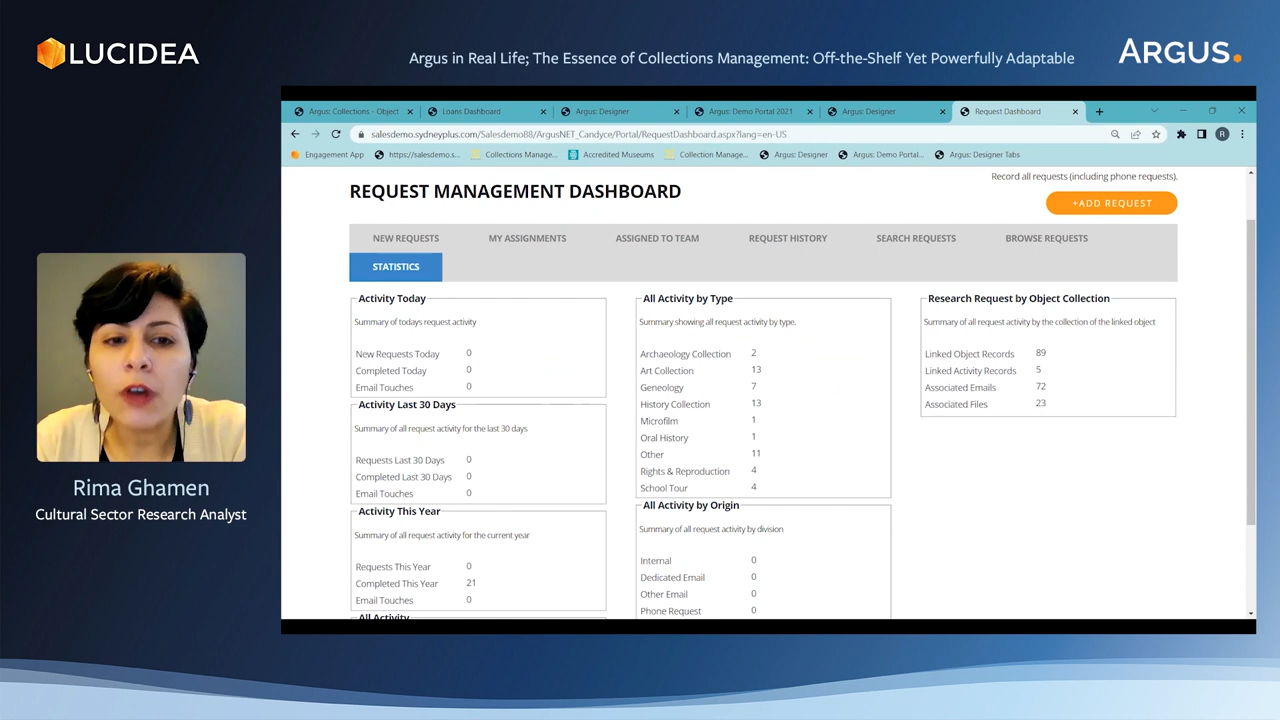 LUCIDEA
Argus in Real Life; The Essence of Collections Management: Off-the-Shelf Yet Powerfully Adaptable
ARGUS.
Argus: Collections - Object
Loans Dashboard
Argus: Designer
Argus: Demo Portal 2021
Argus: Designer
Request Dashboard
salesdemo.sydneyplus.com/Salesdemo88/ArgusNET_Candyce/Portal/RequestDashboard.aspx?lang=en-US
R
Engagement App
https://salesdemo.s...
Collections Manage...
Accredited Museums
Collection Manage...
Argus: Designer
Argus: Demo Portal...
Argus: Designer Tabs
Record all requests (including phone requests).
REQUEST MANAGEMENT DASHBOARD
+ADD REQUEST
NEW REQUESTS
MY ASSIGNMENTS
ASSIGNED TO TEAM
REQUEST HISTORY
SEARCH REQUESTS
BROWSE REQUESTS
STATISTICS
Activity Today
Summary of todays request activity
New Requests Today 0
Completed Today 0
Email Touches 0
Activity Last 30 Days
Summary of all request activity for the last 30 days
Requests Last 30 Days 0
Completed Last 30 Days 0
Email Touches 0
Activity This Year
Summary of all request activity for the current year
Requests This Year 0
Completed This Year 21
Email Touches 0
All Activity
All Activity by Type
Summary showing all request activity by type.
Archaeology Collection 2
Art Collection 13
Geneology 7
History Collection 13
Microfilm 1
Oral History 1
Other 11
Rights & Reproduction 4
School Tour 4
All Activity by Origin
Summary of all request activity by division
Internal 0
Dedicated Email 0
Other Email 0
Phone Request 0
Research Request by Object Collection
Summary of all request activity by the collection of the linked object
Linked Object Records 89
Linked Activity Records 5
Associated Emails 72
Associated Files 23
Rima Ghamen
Cultural Sector Research Analyst